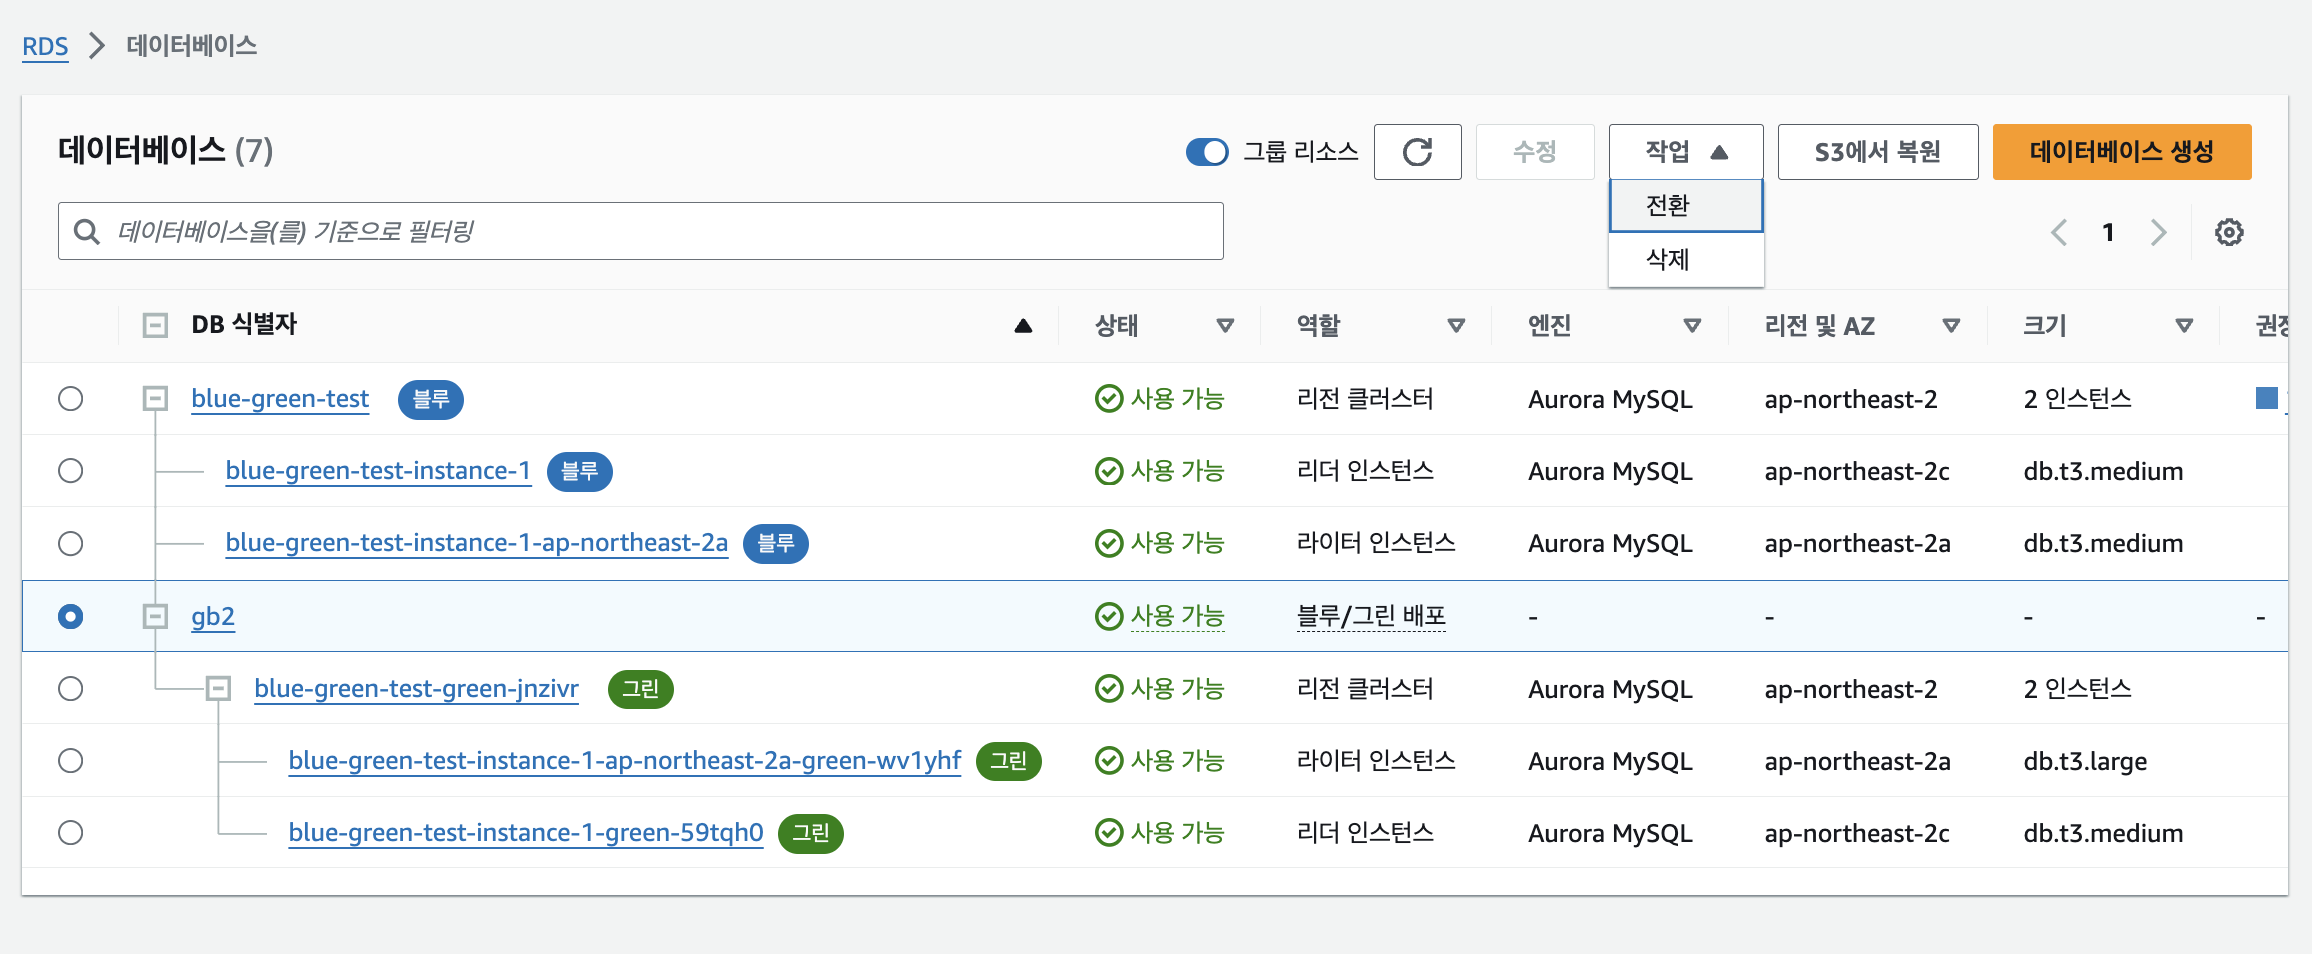 RDS 데이터베이스
데이터베이스 (7)
그룹 리소스
수정
작업
S3에서 복원
데이터베이스 생성
전환
삭제
데이터베이스을(를) 기준으로 필터링
1
DB 식별자 상태 역할 엔진 리전 및 AZ 크기
blue-green-test 블루 사용 가능 리전 클러스터 Aurora MySQL ap-northeast-2 2 인스턴스
blue-green-test-instance-1 블루 사용 가능 리더 인스턴스 Aurora MySQL ap-northeast-2c db.t3.medium
blue-green-test-instance-1-ap-northeast-2a 블루 사용 가능 라이터 인스턴스 Aurora MySQL ap-northeast-2a db.t3.medium
gb2 사용 가능 블루/그린 배포 - - - -
blue-green-test-green-jnzivr 그린 사용 가능 리전 클러스터 Aurora MySQL ap-northeast-2 2 인스턴스
blue-green-test-instance-1-ap-northeast-2a-green-wv1yhf 그린 사용 가능 라이터 인스턴스 Aurora MySQL ap-northeast-2a db.t3.large
blue-green-test-instance-1-green-59tqh0 그린 사용 가능 리더 인스턴스 Aurora MySQL ap-northeast-2c db.t3.medium